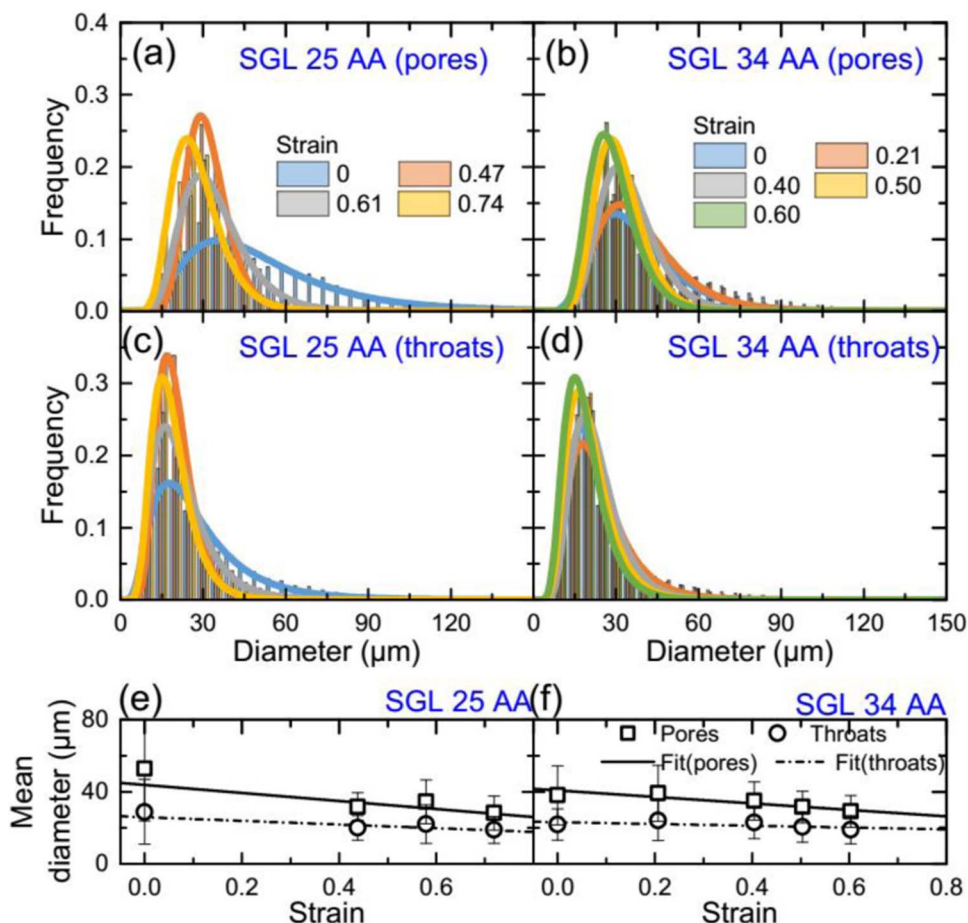 (a) SGL 25 AA (pores)
(b) SGL 34 AA (pores)
Frequency
0.4
0.3
0.2
0.1
0.0
Strain
0 0.47
0.61 0.74
Strain
0 0.21
0.40 0.50
0.60
(c) SGL 25 AA (throats)
(d) SGL 34 AA (throats)
Frequency
0.3
0.2
0.1
0.0
0 30 60 90 120 0 30 60 90 120 150
Diameter (µm) Diameter (µm)
(e) SGL 25 AA
(f) SGL 34 AA
Pores Throats
Fit(pores) Fit(throats)
Mean
diameter (µm)
80
40
0
0.0 0.2 0.4 0.6 0.0 0.2 0.4 0.6 0.8
Strain Strain